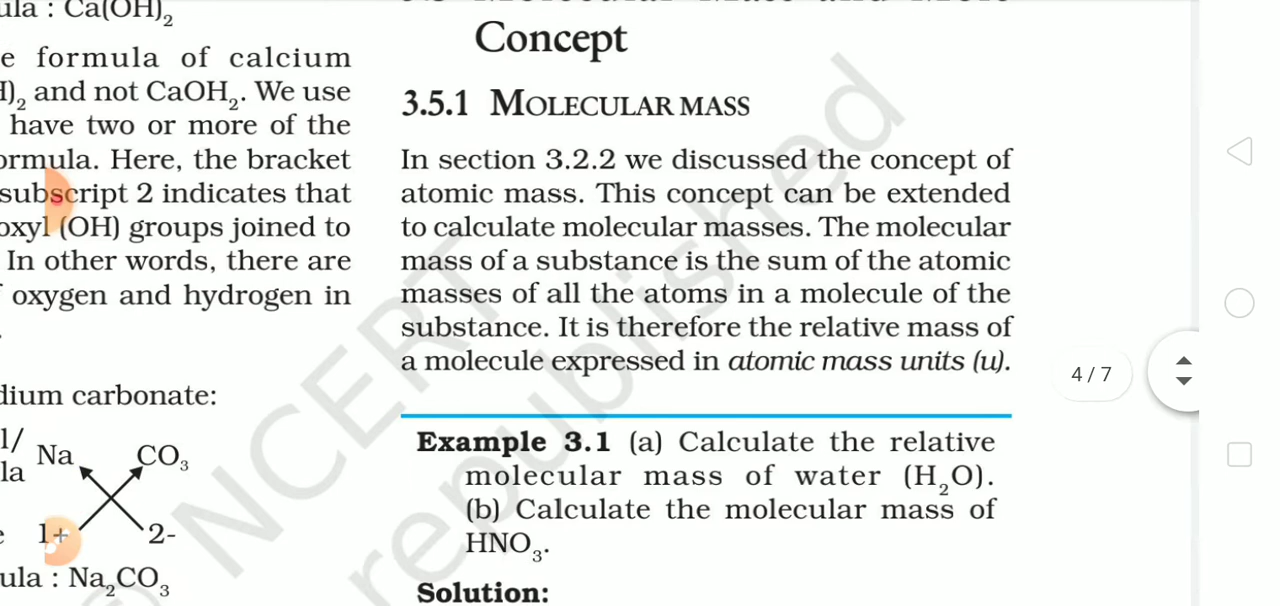 ula : Ca(OH)₂
e formula of calcium
)₂ and not CaOH₂. We use
have two or more of the
ormula. Here, the bracket
subscript 2 indicates that
oxyl (OH) groups joined to
In other words, there are
oxygen and hydrogen in
dium carbonate:
1/
la
Na CO₃
e 1+ 2-
ula : Na₂CO₃
Concept
3.5.1 MOLECULAR MASS
In section 3.2.2 we discussed the concept of
atomic mass. This concept can be extended
to calculate molecular masses. The molecular
mass of a substance is the sum of the atomic
masses of all the atoms in a molecule of the
substance. It is therefore the relative mass of
a molecule expressed in atomic mass units (u).
Example 3.1 (a) Calculate the relative
molecular mass of water (H₂O).
(b) Calculate the molecular mass of
HNO₃.
Solution:
© NCERT
republished
4 / 7